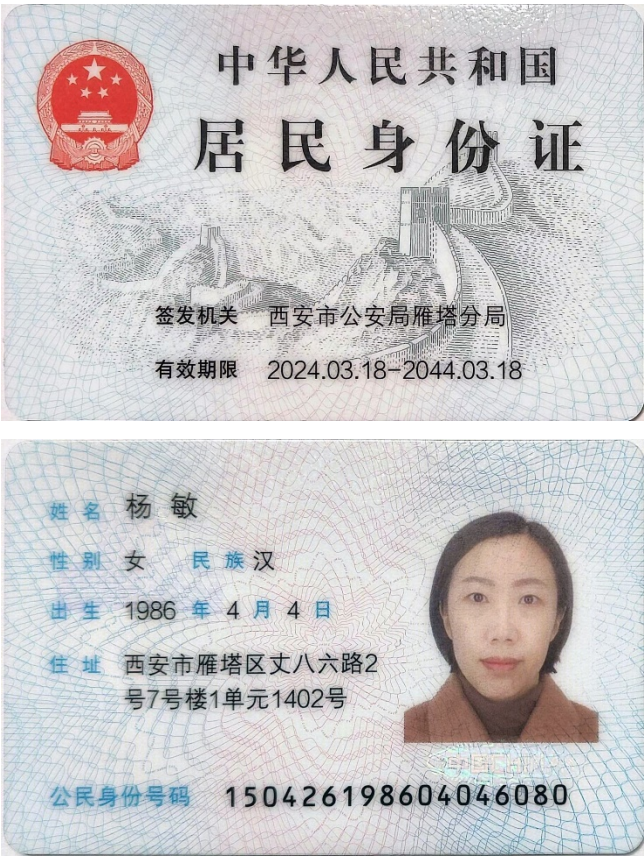 中华人民共和国
居民身份证
签发机关 西安市公安局雁塔分局
有效期限 2024.03.18-2044.03.18
姓名 杨敏
性别 女 民族 汉
出生 1986 年 4 月 4 日
住址 西安市雁塔区丈八六路2
号7号楼1单元1402号
公民身份号码 150426198604046080